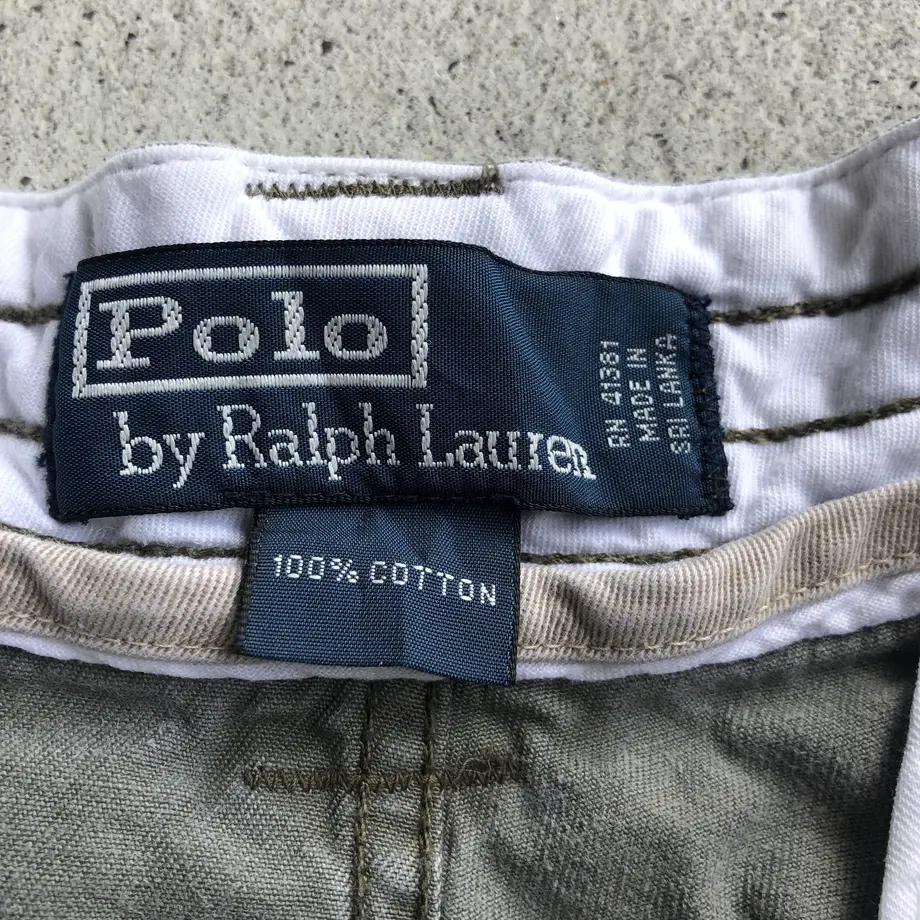 Polo
by Ralph Lauren
RN 41381
MADE IN
SRI LANKA
100% COTTON